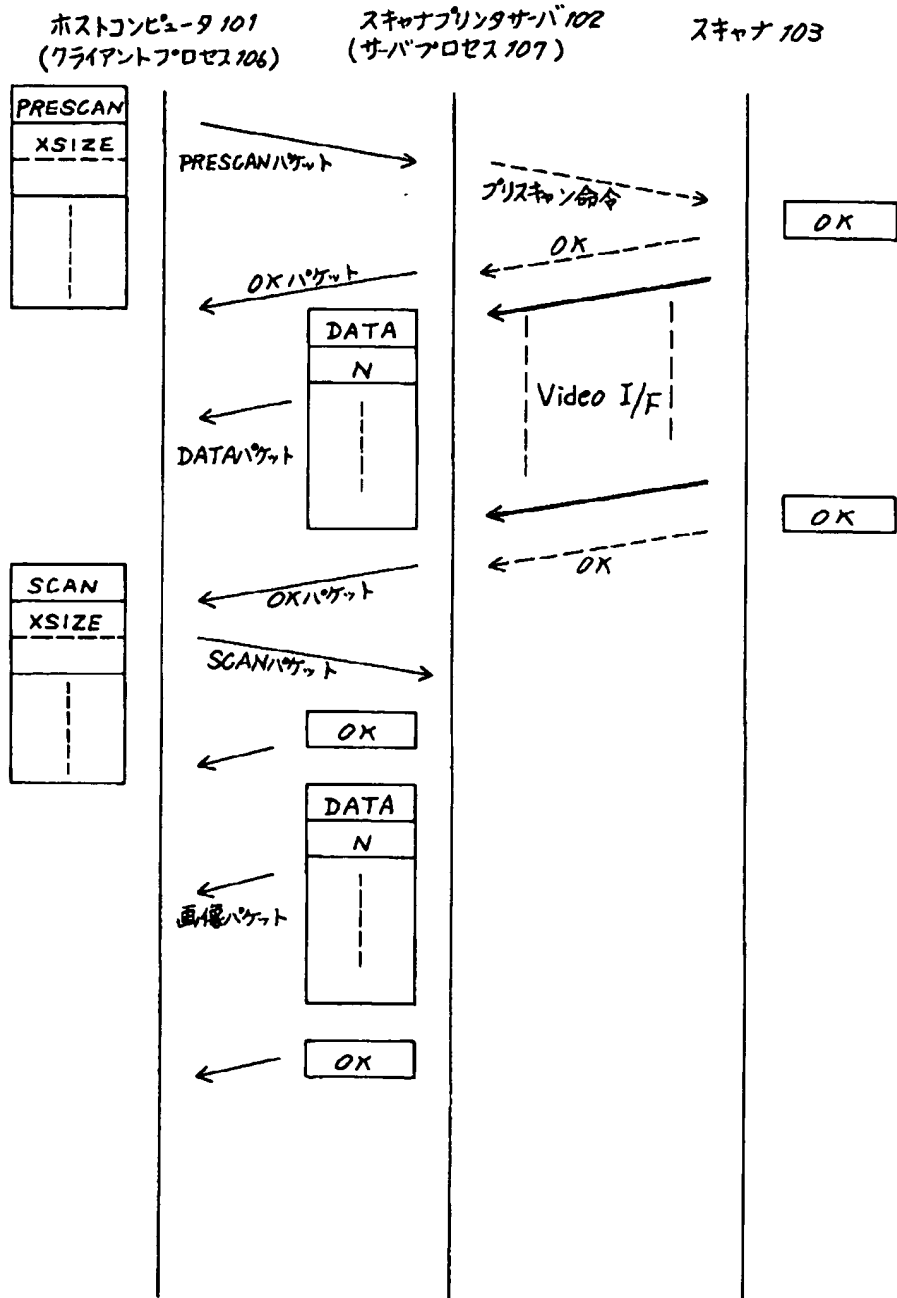 ホストコンピュータ 101
(クライアントプロセス 106)
スキャナプリンタサーバ 102
(サーバプロセス 107)
スキャナ 103
PRESCAN
XSIZE
PRESCANパケット
プリスキャン命令
OK
OK
OKパケット
DATA
N
Video I/F
DATAパケット
OK
OK
OKパケット
SCAN
XSIZE
SCANパケット
OK
DATA
N
画像パケット
OK